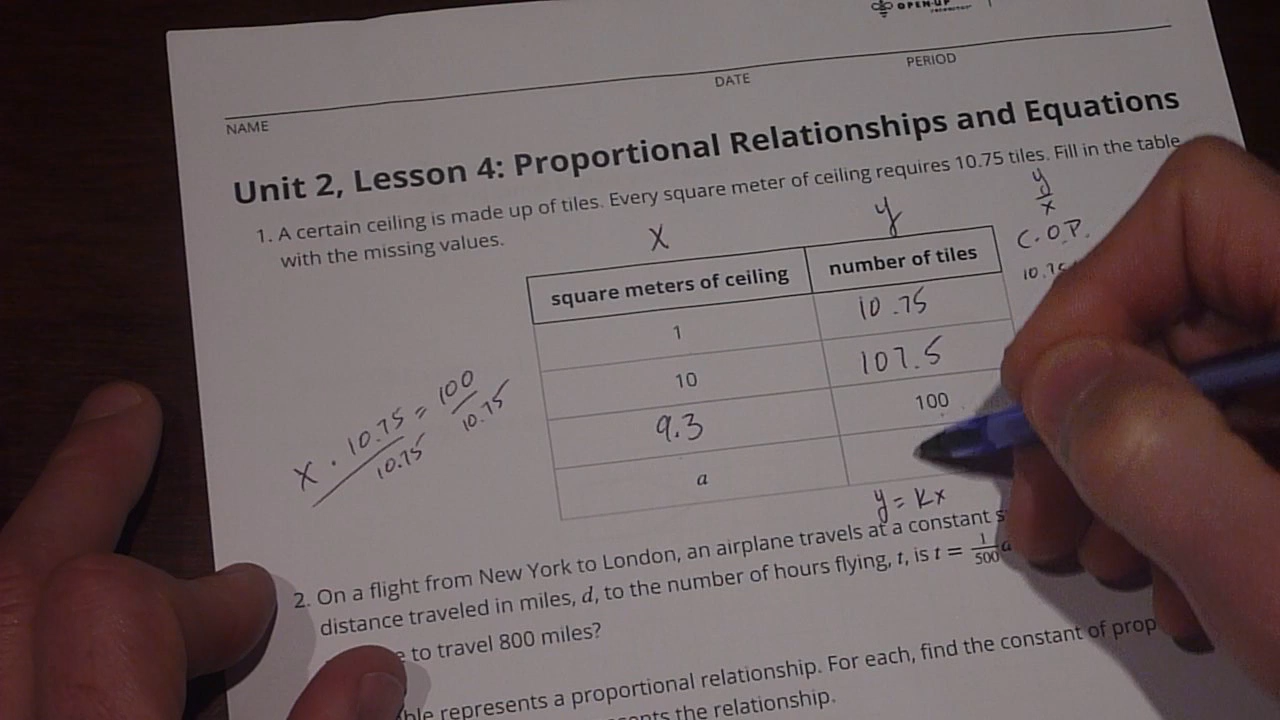 OPEN-UP
NAME
DATE
PERIOD
Unit 2, Lesson 4: Proportional Relationships and Equations
1. A certain ceiling is made up of tiles. Every square meter of ceiling requires 10.75 tiles. Fill in the table
with the missing values.
x y
y/x
C.O.P.
10.75
square meters of ceiling number of tiles
1 10.75
10 107.5
9.3 100
a
x · 10.75 = 100
10.75 10.75
y = kx
2. On a flight from New York to London, an airplane travels at a constant
distance traveled in miles, d, to the number of hours flying, t, is t = 1/500
to travel 800 miles?
represents a proportional relationship. For each, find the constant of
the relationship.